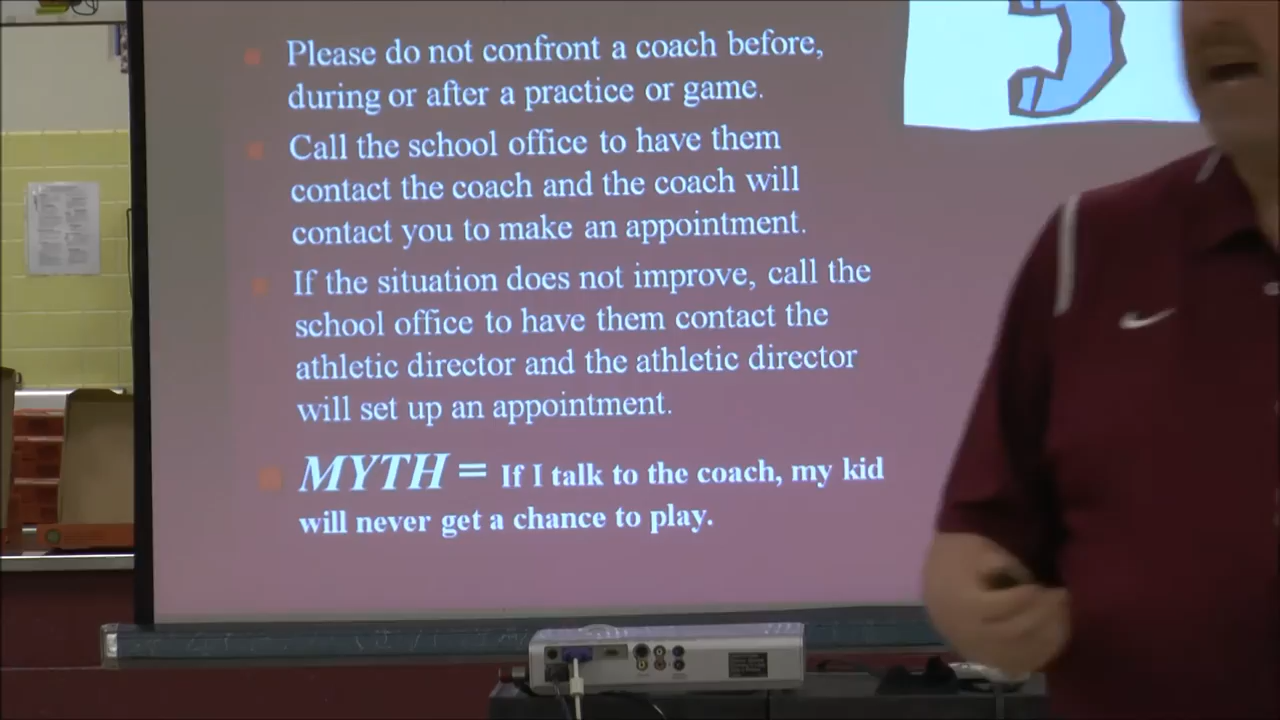 Please do not confront a coach before,
during or after a practice or game.
Call the school office to have them
contact the coach and the coach will
contact you to make an appointment.
If the situation does not improve, call the
school office to have them contact the
athletic director and the athletic director
will set up an appointment.
MYTH = If I talk to the coach, my kid
will never get a chance to play.